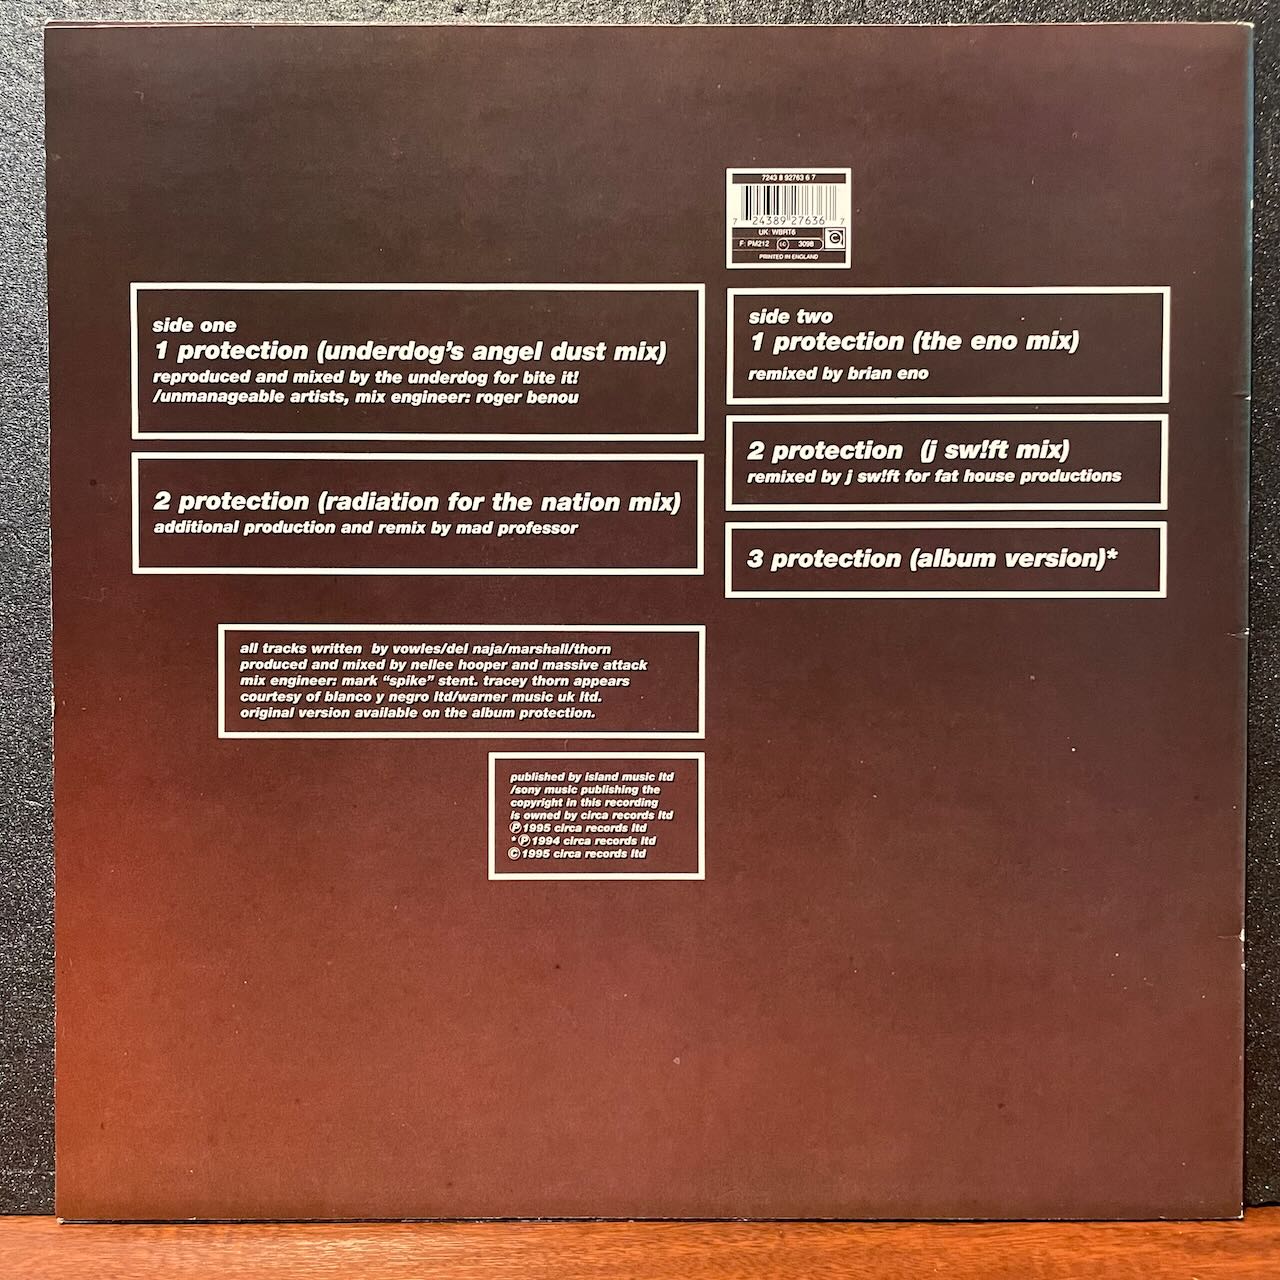 7243 8 92763 6 7
7 24389 27636 7
UK: WBRT6
F: PM212 LC 3098
PRINTED IN ENGLAND
side one
1 protection (underdog's angel dust mix)
reproduced and mixed by the underdog for bite it!
/unmanageable artists, mix engineer: roger benou
2 protection (radiation for the nation mix)
additional production and remix by mad professor
side two
1 protection (the eno mix)
remixed by brian eno
2 protection (j sw!ft mix)
remixed by j sw!ft for fat house productions
3 protection (album version)*
all tracks written by vowles/del naja/marshall/thorn
produced and mixed by nellee hooper and massive attack
mix engineer: mark "spike" stent. tracey thorn appears
courtesy of blanco y negro ltd/warner music uk ltd.
original version available on the album protection.
published by island music ltd
/sony music publishing the
copyright in this recording
is owned by circa records ltd
℗ 1995 circa records ltd
* ℗ 1994 circa records ltd
© 1995 circa records ltd